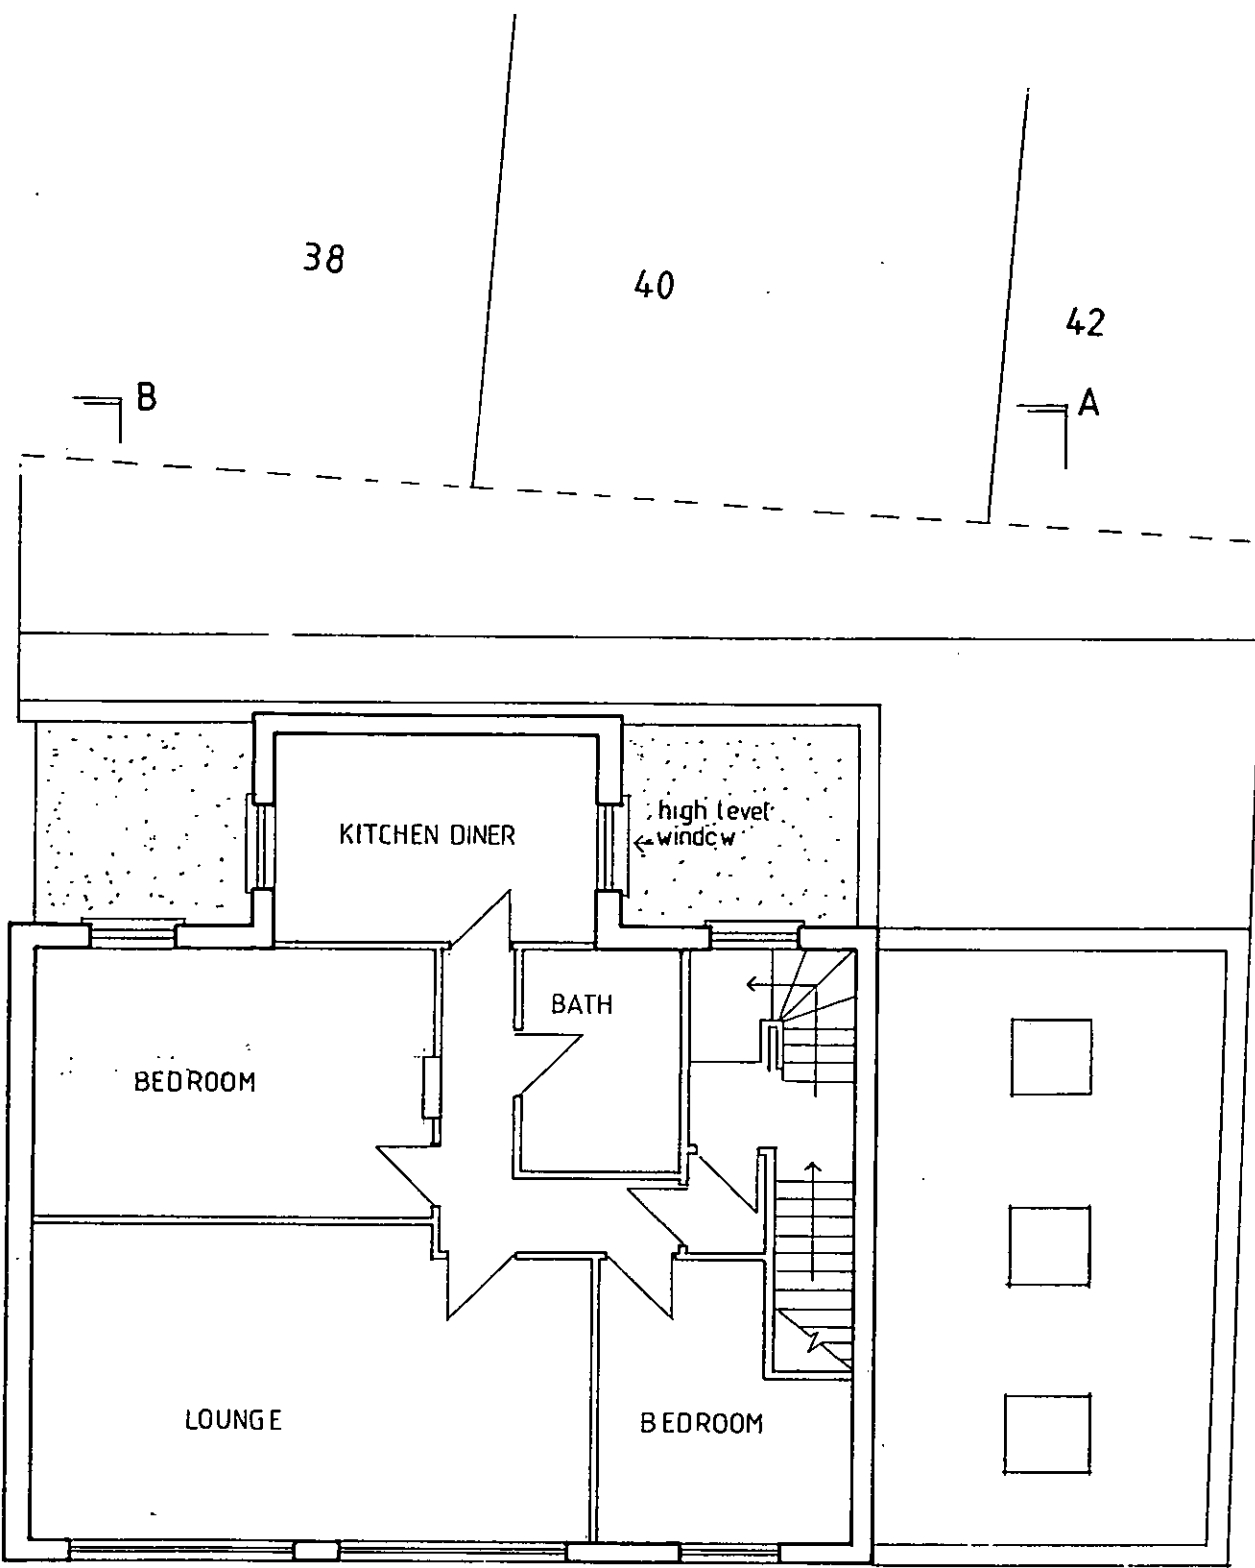 38
40
42
B
A
high level
window
KITCHEN DINER
BATH
BEDROOM
LOUNGE
BEDROOM